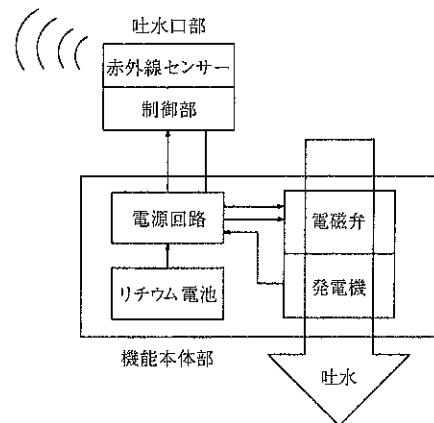 吐水口部
赤外線センサー
制御部
電源回路
電磁弁
リチウム電池
発電機
機能本体部
吐水